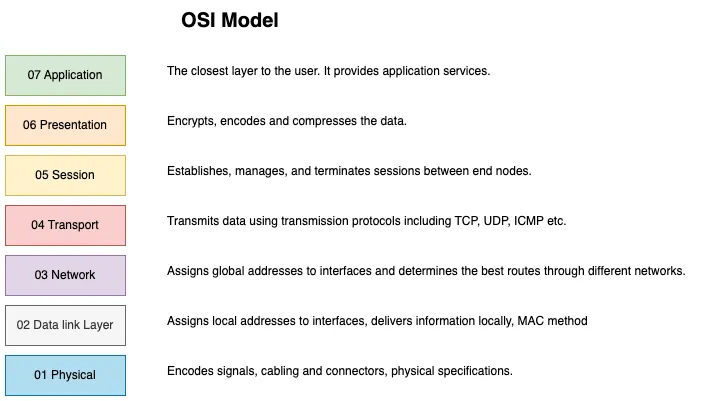 OSI Model
07 Application
The closest layer to the user. It provides application services.
06 Presentation
Encrypts, encodes and compresses the data.
05 Session
Establishes, manages, and terminates sessions between end nodes.
04 Transport
Transmits data using transmission protocols including TCP, UDP, ICMP etc.
03 Network
Assigns global addresses to interfaces and determines the best routes through different networks.
02 Data link Layer
Assigns local addresses to interfaces, delivers information locally, MAC method
01 Physical
Encodes signals, cabling and connectors, physical specifications.